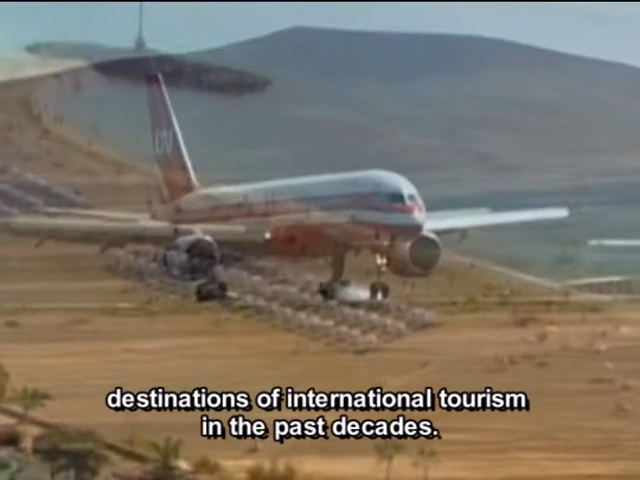 destinations of international tourism
in the past decades.